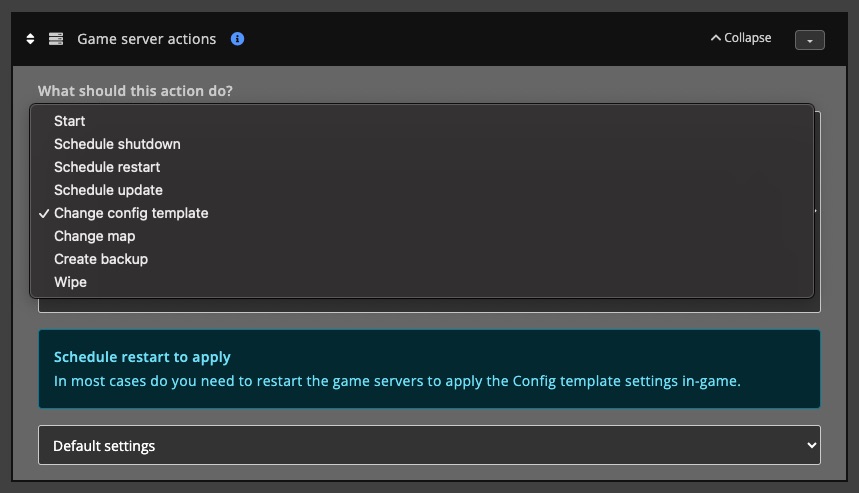 Game server actions
Collapse
What should this action do?
Start
Schedule shutdown
Schedule restart
Schedule update
Change config template
Change map
Create backup
Wipe
Schedule restart to apply
In most cases do you need to restart the game servers to apply the Config template settings in-game.
Default settings